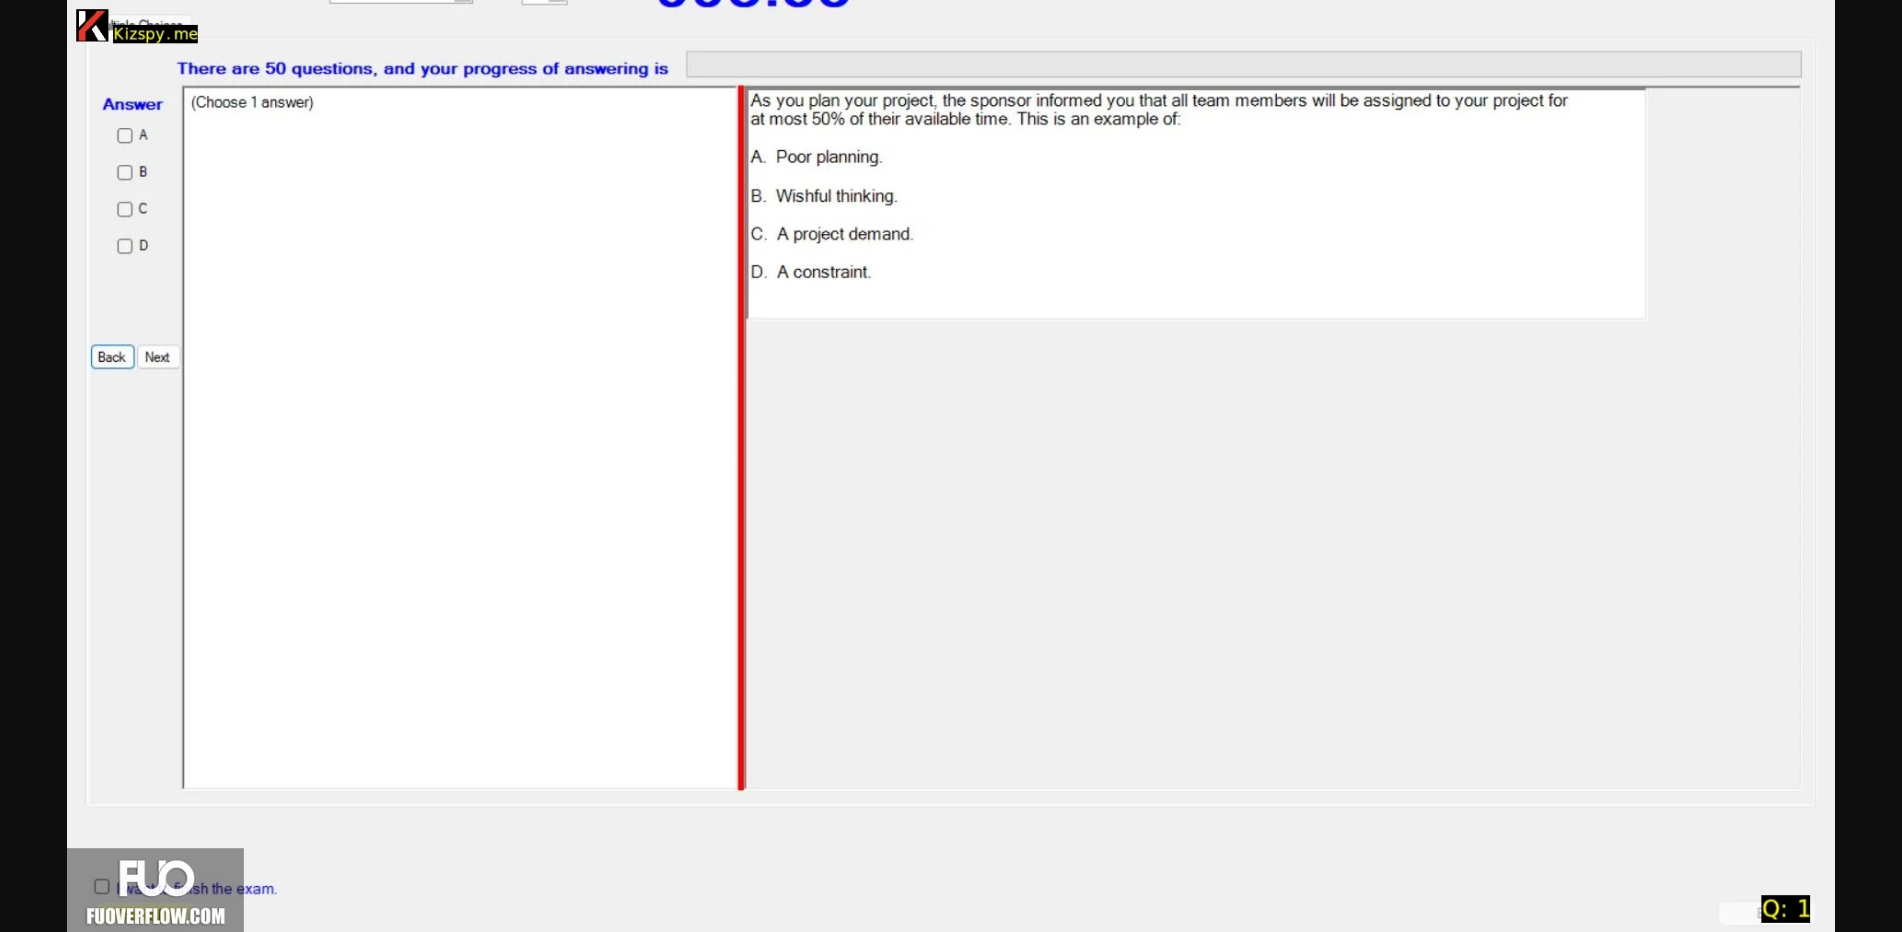 Kizspy.me
There are 50 questions, and your progress of answering is
Answer
(Choose 1 answer)
A
B
C
D
Back
Next
As you plan your project, the sponsor informed you that all team members will be assigned to your project for
at most 50% of their available time. This is an example of:
A. Poor planning.
B. Wishful thinking.
C. A project demand.
D. A constraint.
FUO
the exam.
FUOVERFLOW.COM
Q: 1